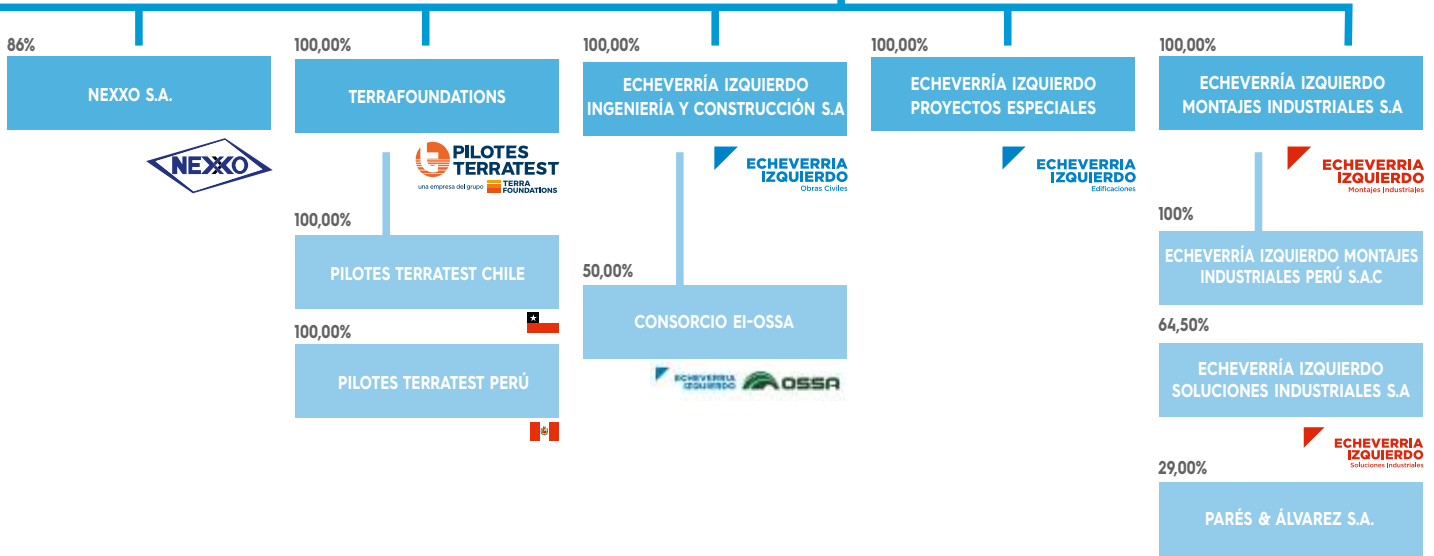 86%
NEXXO S.A.
NEXXO
100,00%
TERRAFOUNDATIONS
PILOTES
TERRATEST
una empresa del grupo TERRA
FOUNDATIONS
100,00%
PILOTES TERRATEST CHILE
100,00%
PILOTES TERRATEST PERÚ
100,00%
ECHEVERRÍA IZQUIERDO
INGENIERÍA Y CONSTRUCCIÓN S.A
ECHEVERRIA
IZQUIERDO
Obras Civiles
50,00%
CONSORCIO EI-OSSA
ECHEVERRIA
IZQUIERDO
OSSA
100,00%
ECHEVERRÍA IZQUIERDO
PROYECTOS ESPECIALES
ECHEVERRIA
IZQUIERDO
Edificaciones
100,00%
ECHEVERRÍA IZQUIERDO
MONTAJES INDUSTRIALES S.A
ECHEVERRIA
IZQUIERDO
Montajes Industriales
100%
ECHEVERRÍA IZQUIERDO MONTAJES
INDUSTRIALES PERÚ S.A.C
64,50%
ECHEVERRÍA IZQUIERDO
SOLUCIONES INDUSTRIALES S.A
ECHEVERRIA
IZQUIERDO
Soluciones Industriales
29,00%
PARÉS & ÁLVAREZ S.A.